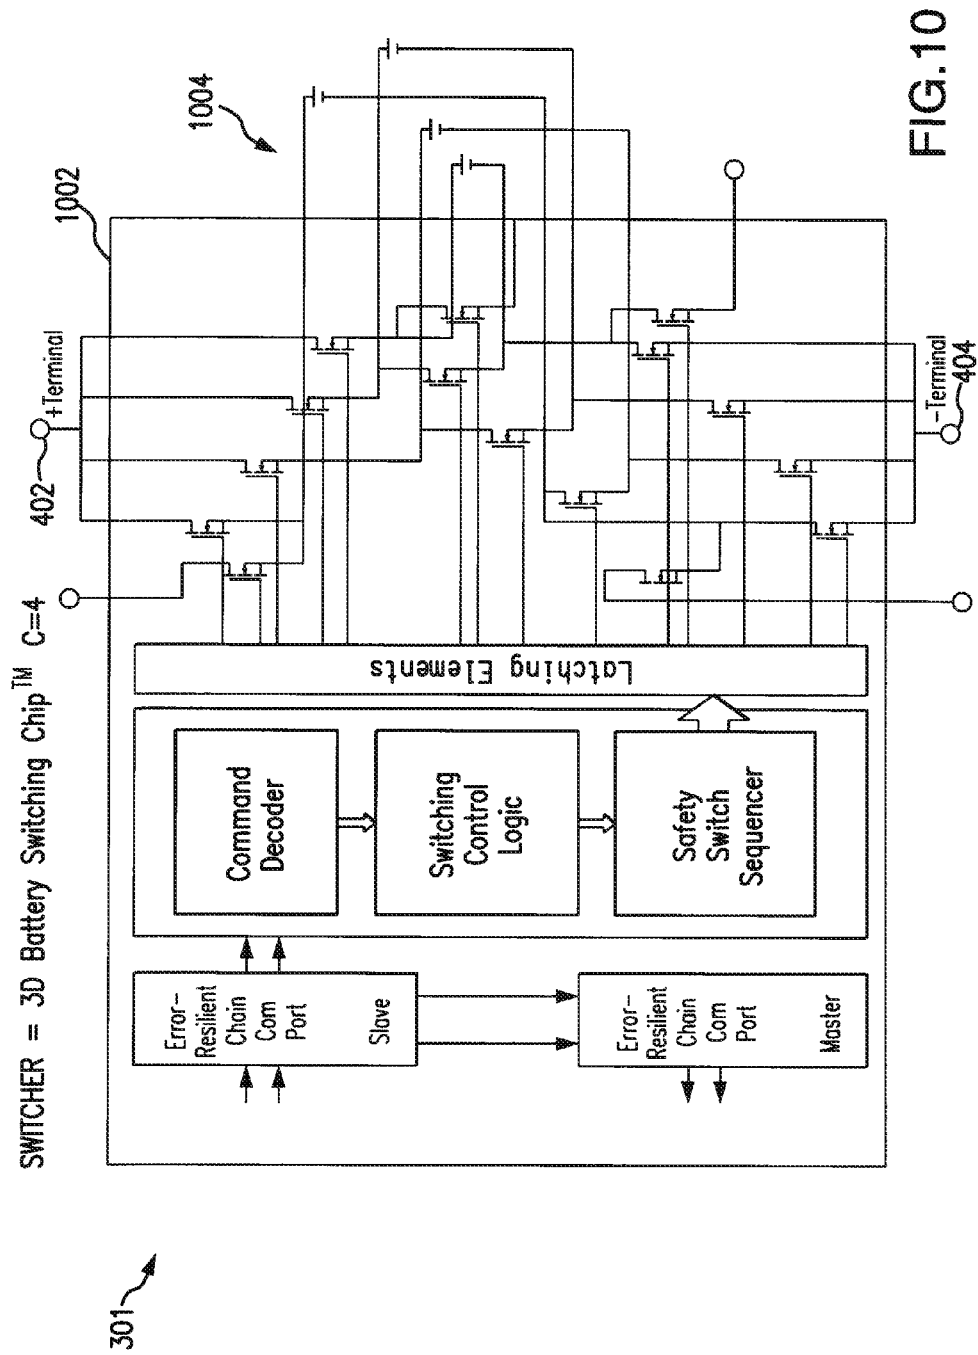 SWITCHER = 3D Battery Switching Chip™ C=4
301
1002
1004
402
+Terminal
-Terminal
404
Error-
Resilient
Chain
Com
Port
Slave
Error-
Resilient
Chain
Com
Port
Master
Command
Decoder
Switching
Control
Logic
Safety
Switch
Sequencer
Latching Elements
FIG.10